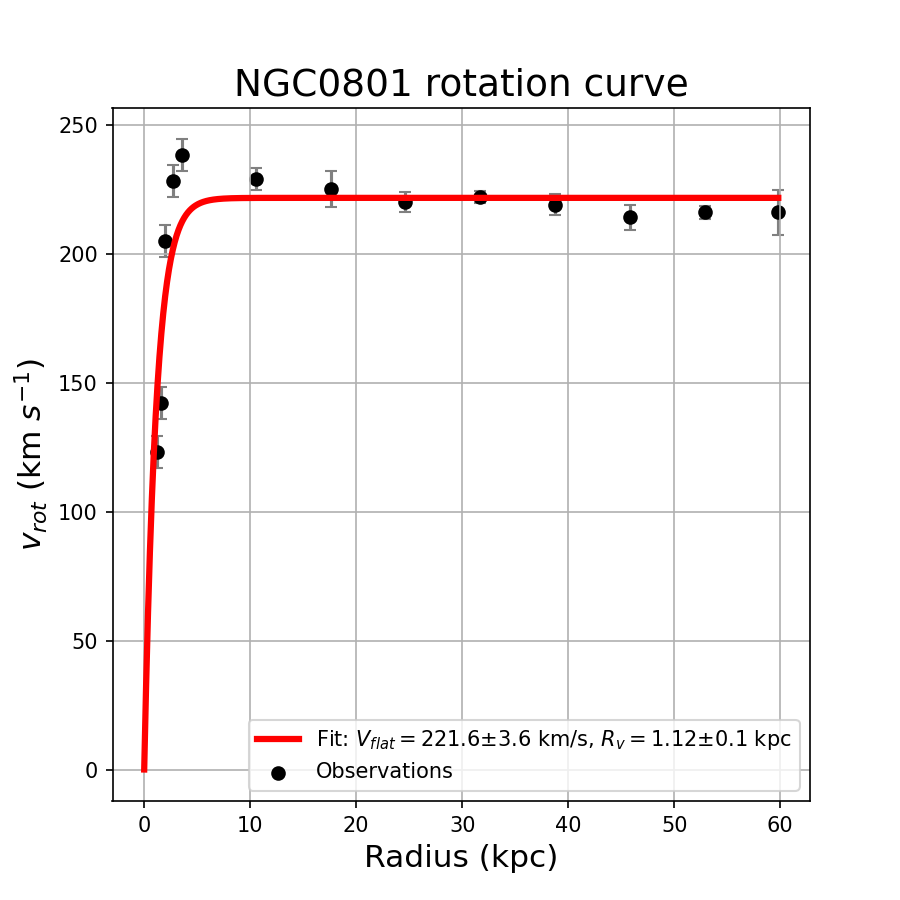 NGC0801 rotation curve
250
200
150
100
50
0
v_rot (km s⁻¹)
Fit: V_flat = 221.6±3.6 km/s, R_v = 1.12±0.1 kpc
Observations
0 10 20 30 40 50 60
Radius (kpc)